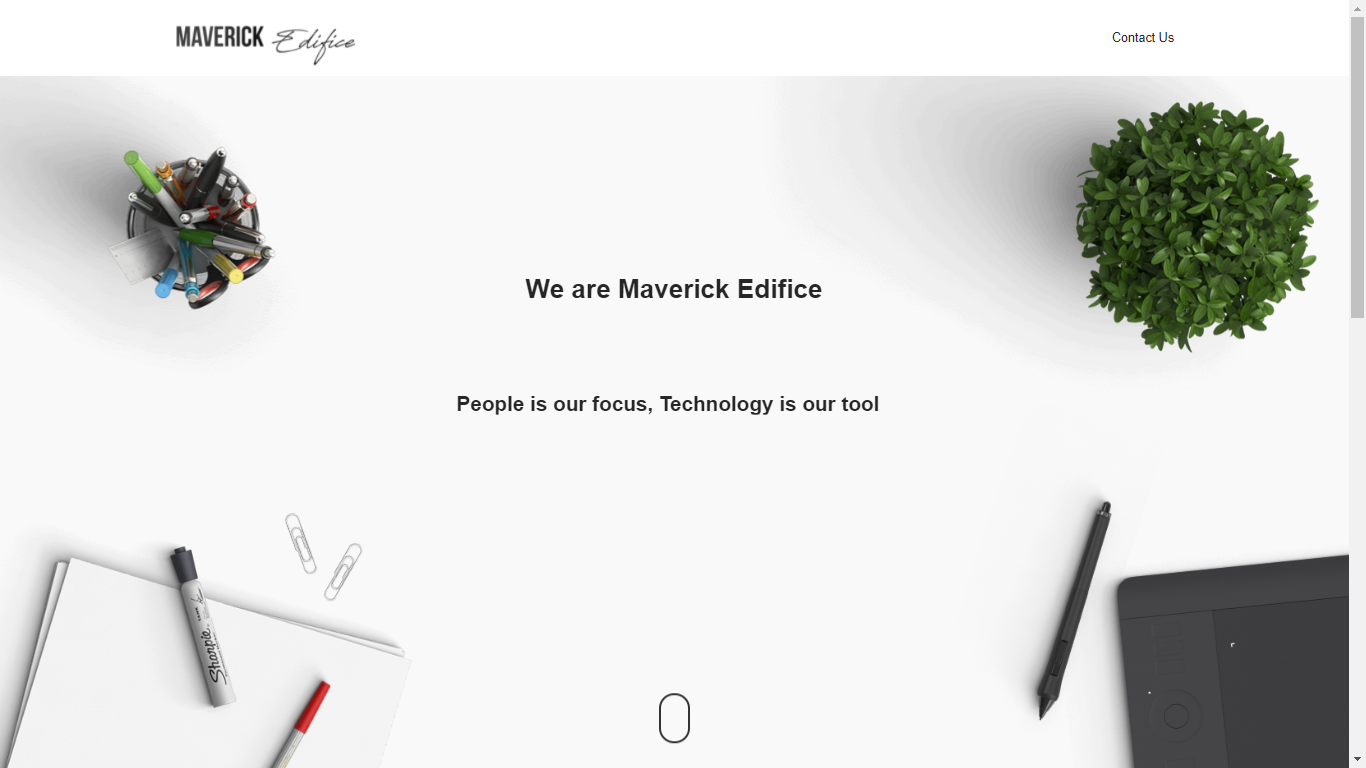 MAVERICK Edifice
Contact Us
We are Maverick Edifice
People is our focus, Technology is our tool
Sharpie